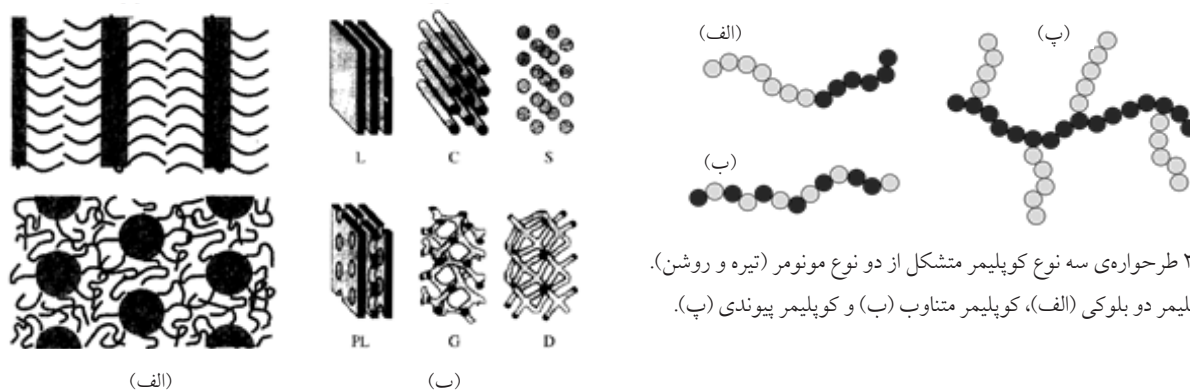 (الف)
(پ)
(ب)
L C S
PL G D
(الف)
(ب)
۲ طرحواره‌ی سه نوع کوپلیمر متشکل از دو نوع مونومر (تیره و روشن).
لیمر دو بلوکی (الف)، کوپلیمر متناوب (ب) و کوپلیمر پیوندی (پ).